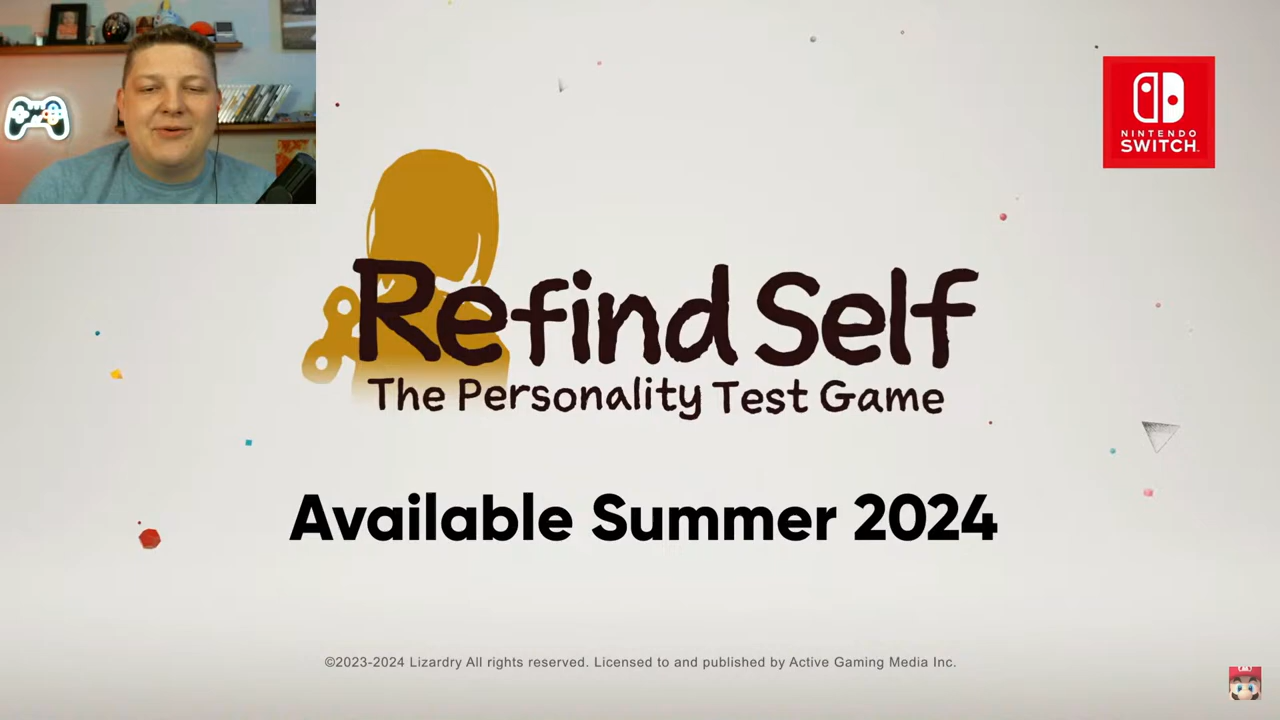 NINTENDO
SWITCH
Refind Self
The Personality Test Game
Available Summer 2024
©2023-2024 Lizardry All rights reserved. Licensed to and published by Active Gaming Media Inc.